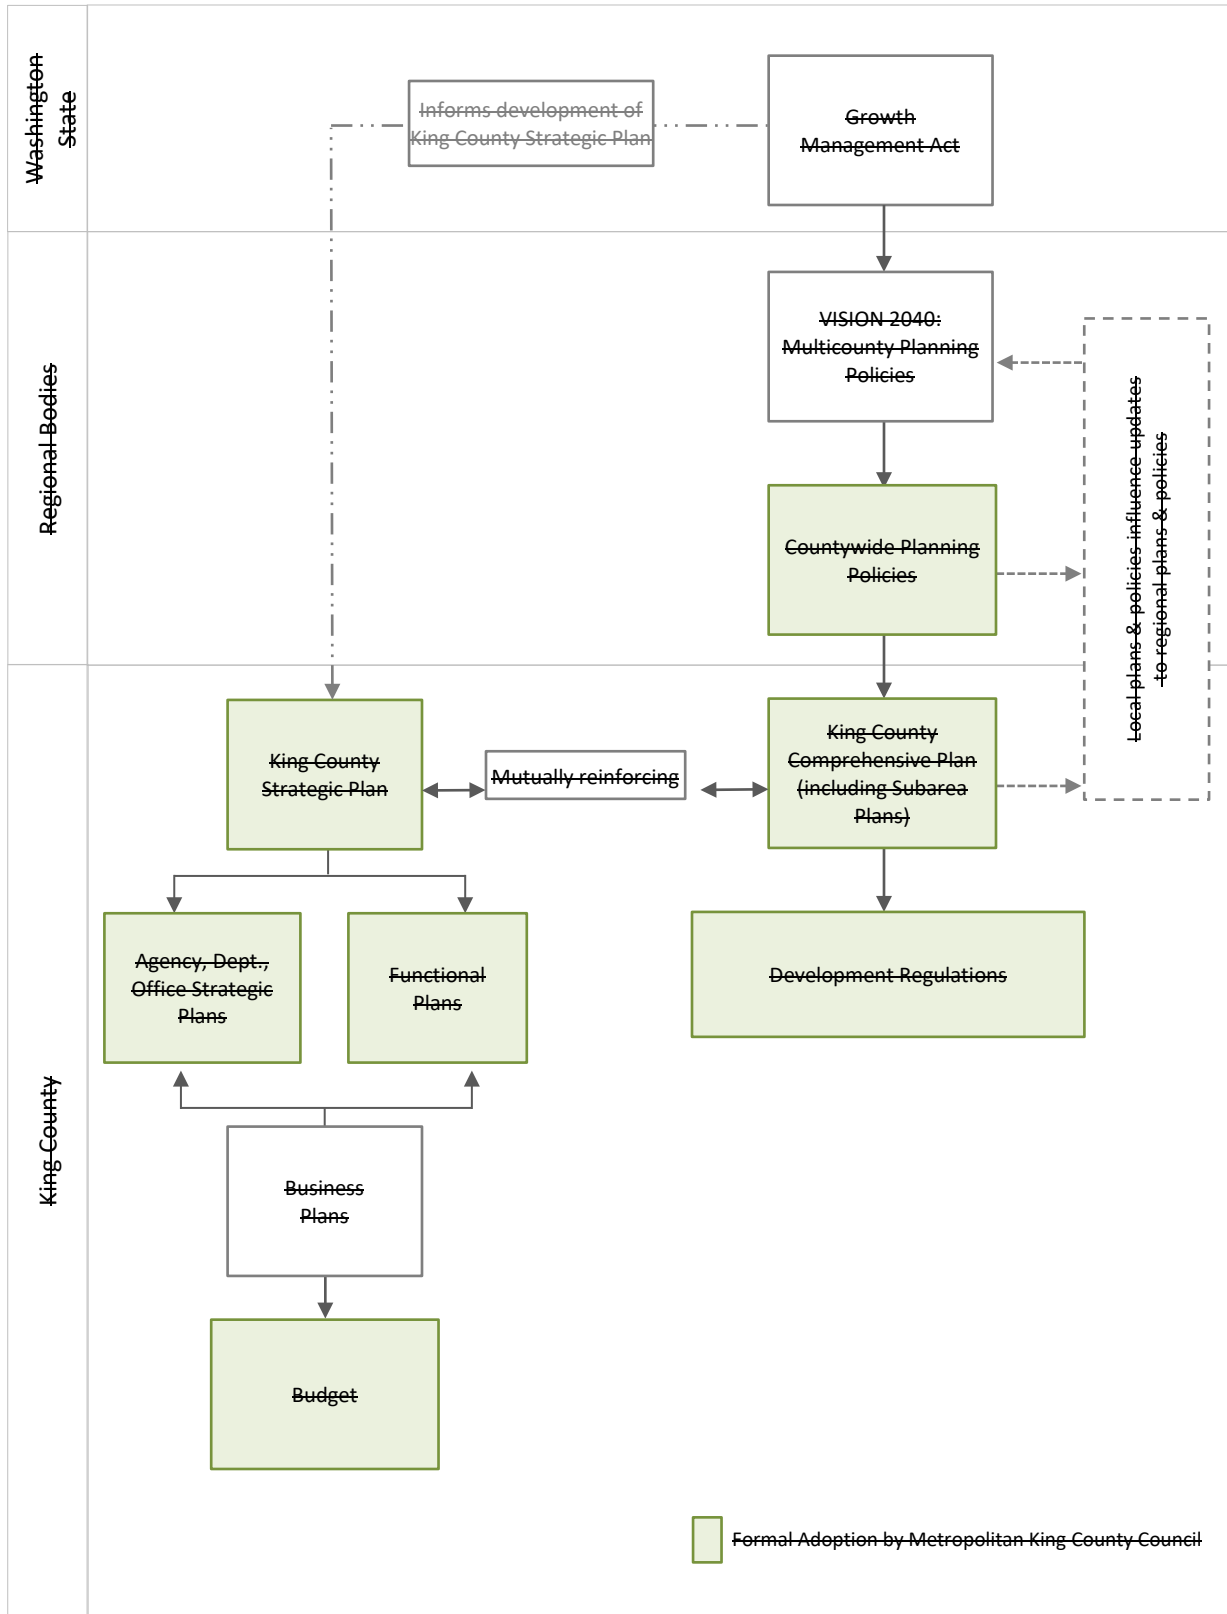 Washington
State
Informs development of
King County Strategic Plan
Growth
Management Act
Regional Bodies
VISION 2040:
Multicounty Planning
Policies
Local plans & policies influence updates
to regional plans & policies
Countywide Planning
Policies
King County
King County
Strategic Plan
Mutually reinforcing
King County
Comprehensive Plan
(including Subarea
Plans)
Agency, Dept.,
Office Strategic
Plans
Functional
Plans
Development Regulations
Business
Plans
Budget
Formal Adoption by Metropolitan King County Council